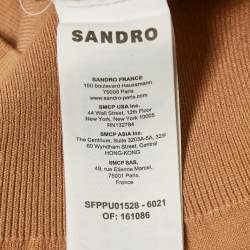 SANDRO
SANDRO FRANCE
150 boulevard Haussmann
75008 Paris
www.sandro-paris.com
SMCP USA Inc.
44 Wall Street, 12th Floor
New York, New York 10005
RN132784
SMCP ASIA Inc.
The Centrium, Suite 3203A-5A, 32/F
60 Wyndham Street, Central
HONG-KONG
SMCP SAS,
49, rue Etienne Marcel,
75001 Paris.
France
SFPPU01528 - 6021
OF: 161086